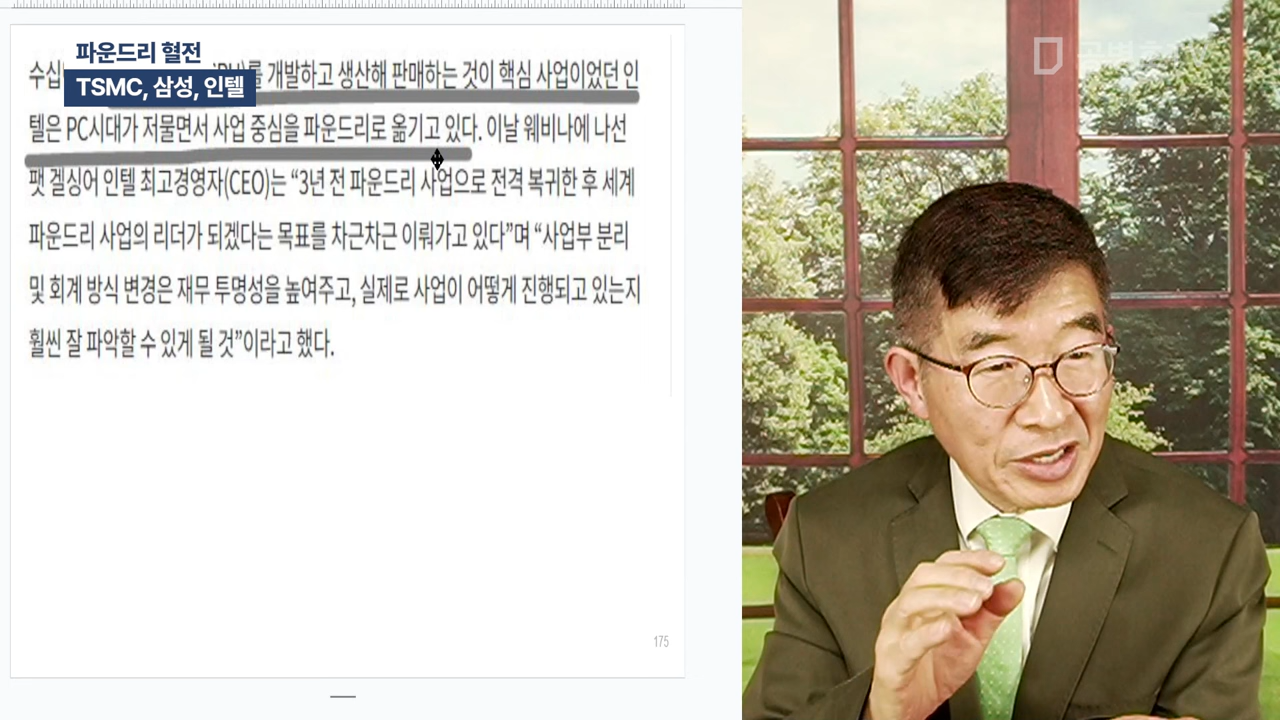 파운드리 혈전
TSMC, 삼성, 인텔
수십 를 개발하고 생산해 판매하는 것이 핵심 사업이었던 인
텔은 PC시대가 저물면서 사업 중심을 파운드리로 옮기고 있다. 이날 웨비나에 나선
팻 겔싱어 인텔 최고경영자(CEO)는 “3년 전 파운드리 사업으로 전격 복귀한 후 세계
파운드리 사업의 리더가 되겠다는 목표를 차근차근 이뤄가고 있다”며 “사업부 분리
및 회계 방식 변경은 재무 투명성을 높여주고, 실제로 사업이 어떻게 진행되고 있는지
훨씬 잘 파악할 수 있게 될 것”이라고 했다.
175